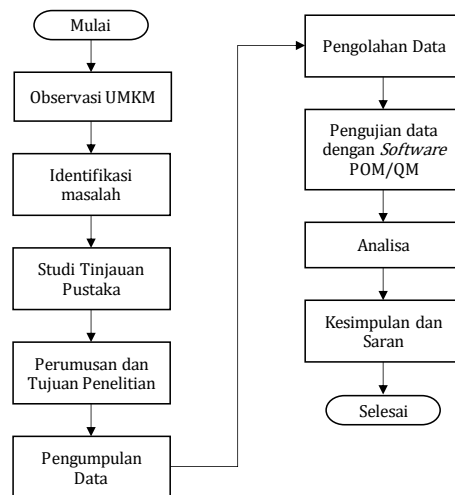 Mulai
Observasi UMKM
Identifikasi
masalah
Studi Tinjauan
Pustaka
Perumusan dan
Tujuan Penelitian
Pengumpulan
Data
Pengolahan Data
Pengujian data
dengan Software
POM/QM
Analisa
Kesimpulan dan
Saran
Selesai